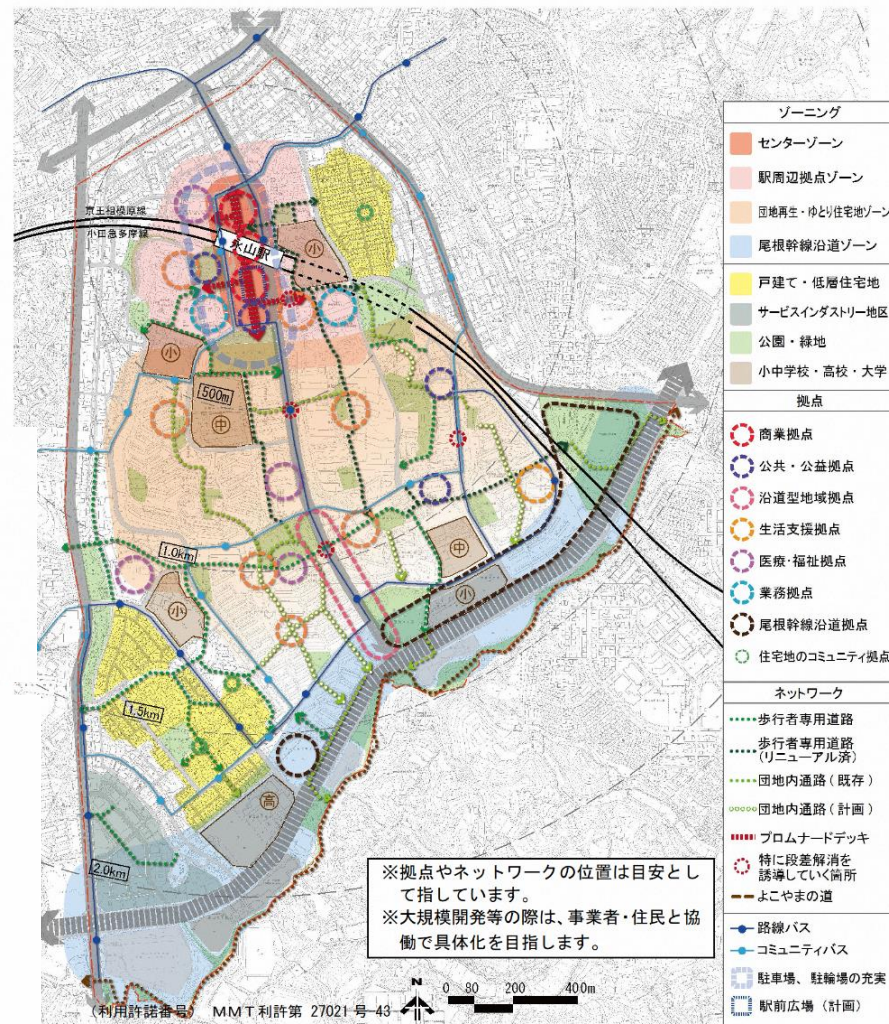 京王相模原線
小田急多摩線
永山駅
小
小
500m
中
1.0km
中
小
小
1.5km
高
2.0km
※拠点やネットワークの位置は目安とし
て指しています。
※大規模開発等の際は、事業者・住民と協
働で具体化を目指します。
(利用許諾番号) MMT利許第 27021号-43
N
0 80 200 400m
ゾーニング
センターゾーン
駅周辺拠点ゾーン
団地再生・ゆとり住宅地ゾーン
尾根幹線沿道ゾーン
戸建て・低層住宅地
サービスインダストリー地区
公園・緑地
小中学校・高校・大学
拠点
商業拠点
公共・公益拠点
沿道型地域拠点
生活支援拠点
医療・福祉拠点
業務拠点
尾根幹線沿道拠点
住宅地のコミュニティ拠点
ネットワーク
歩行者専用道路
歩行者専用道路
(リニューアル済)
団地内通路(既存)
団地内通路(計画)
プロムナードデッキ
特に段差解消を
誘導していく箇所
よこやまの道
路線バス
コミュニティバス
駐車場、駐輪場の充実
駅前広場(計画)